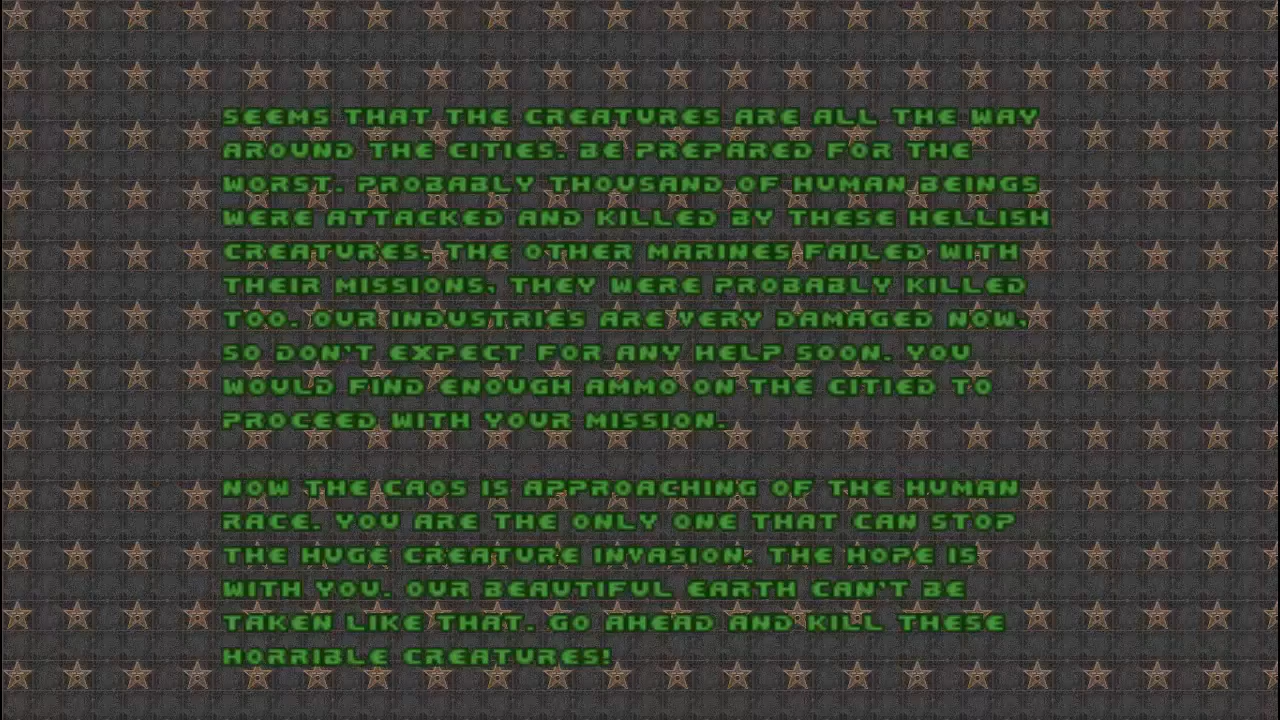 SEEMS THAT THE CREATURES ARE ALL THE WAY
AROUND THE CITIES. BE PREPARED FOR THE
WORST. PROBABLY THOUSAND OF HUMAN BEINGS
WERE ATTACKED AND KILLED BY THESE HELLISH
CREATURES. THE OTHER MARINES FAILED WITH
THEIR MISSIONS, THEY WERE PROBABLY KILLED
TOO. OUR INDUSTRIES ARE VERY DAMAGED NOW,
SO DON'T EXPECT FOR ANY HELP SOON. YOU
WOULD FIND ENOUGH AMMO ON THE CITIED TO
PROCEED WITH YOUR MISSION.

NOW THE CAOS IS APPROACHING OF THE HUMAN
RACE. YOU ARE THE ONLY ONE THAT CAN STOP
THE HUGE CREATURE INVASION. THE HOPE IS
WITH YOU. OUR BEAUTIFUL EARTH CAN'T BE
TAKEN LIKE THAT. GO AHEAD AND KILL THESE
HORRIBLE CREATURES!